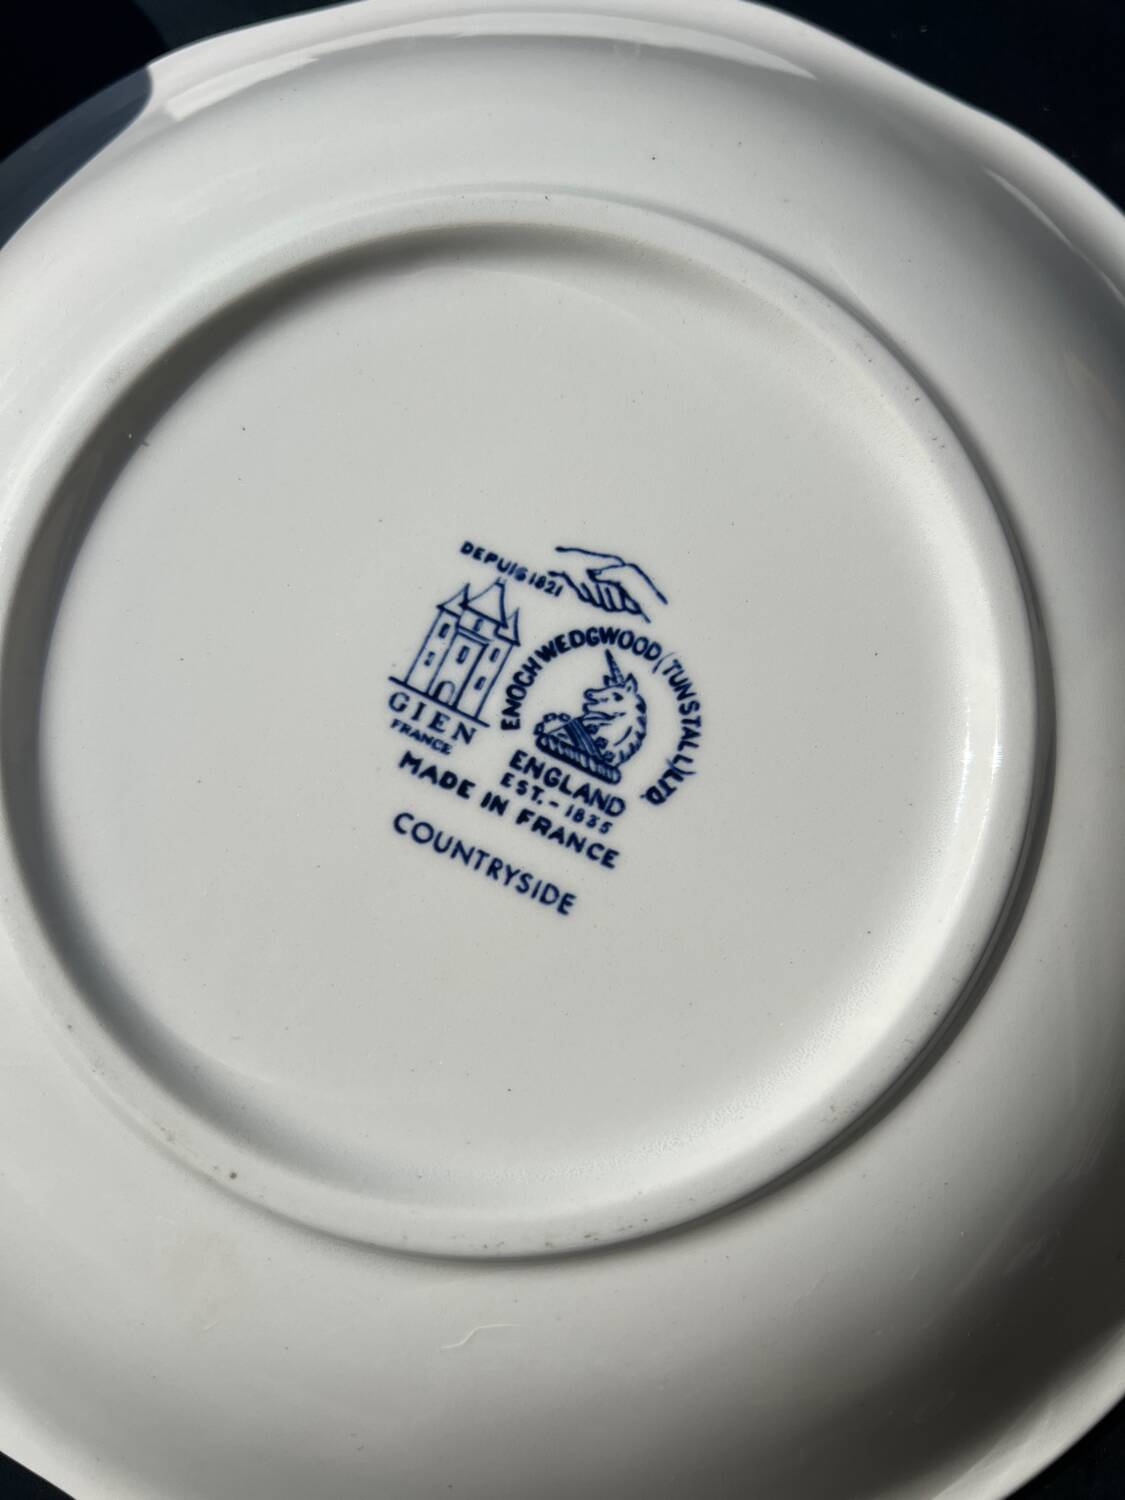 DEPUIS 1821
GIEN
FRANCE
ENOCH WEDGWOOD (TUNSTALL) LTD.
ENGLAND
EST. - 1835
MADE IN FRANCE
COUNTRYSIDE